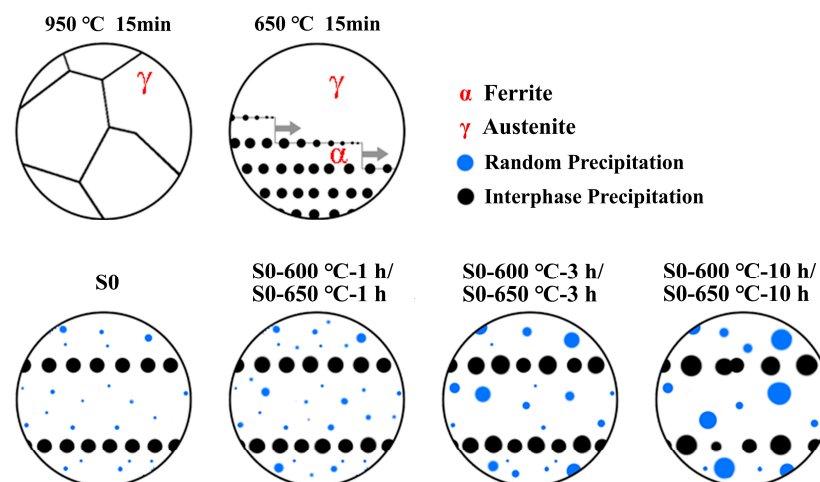 950 ℃ 15min
650 ℃ 15min
γ
γ
α
α Ferrite
γ Austenite
Random Precipitation
Interphase Precipitation
S0
S0-600 ℃-1 h/
S0-650 ℃-1 h
S0-600 ℃-3 h/
S0-650 ℃-3 h
S0-600 ℃-10 h/
S0-650 ℃-10 h